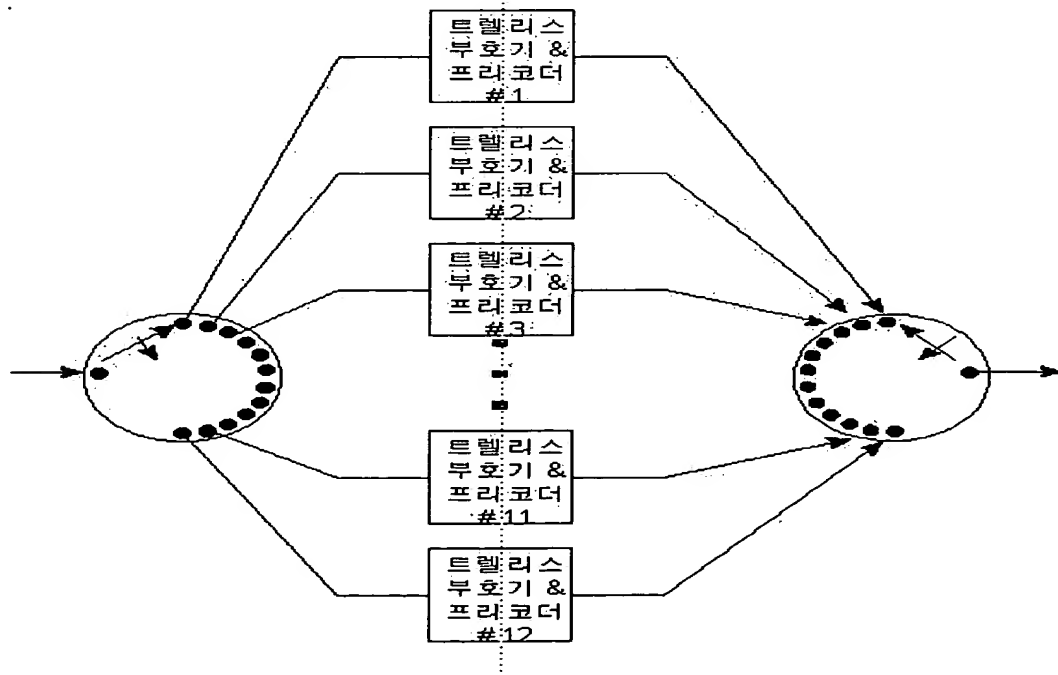 트렐리스
부호기 &
프리코더
#1
트렐리스
부호기 &
프리코더
#2
트렐리스
부호기 &
프리코더
#3
트렐리스
부호기 &
프리코더
#11
트렐리스
부호기 &
프리코더
#12